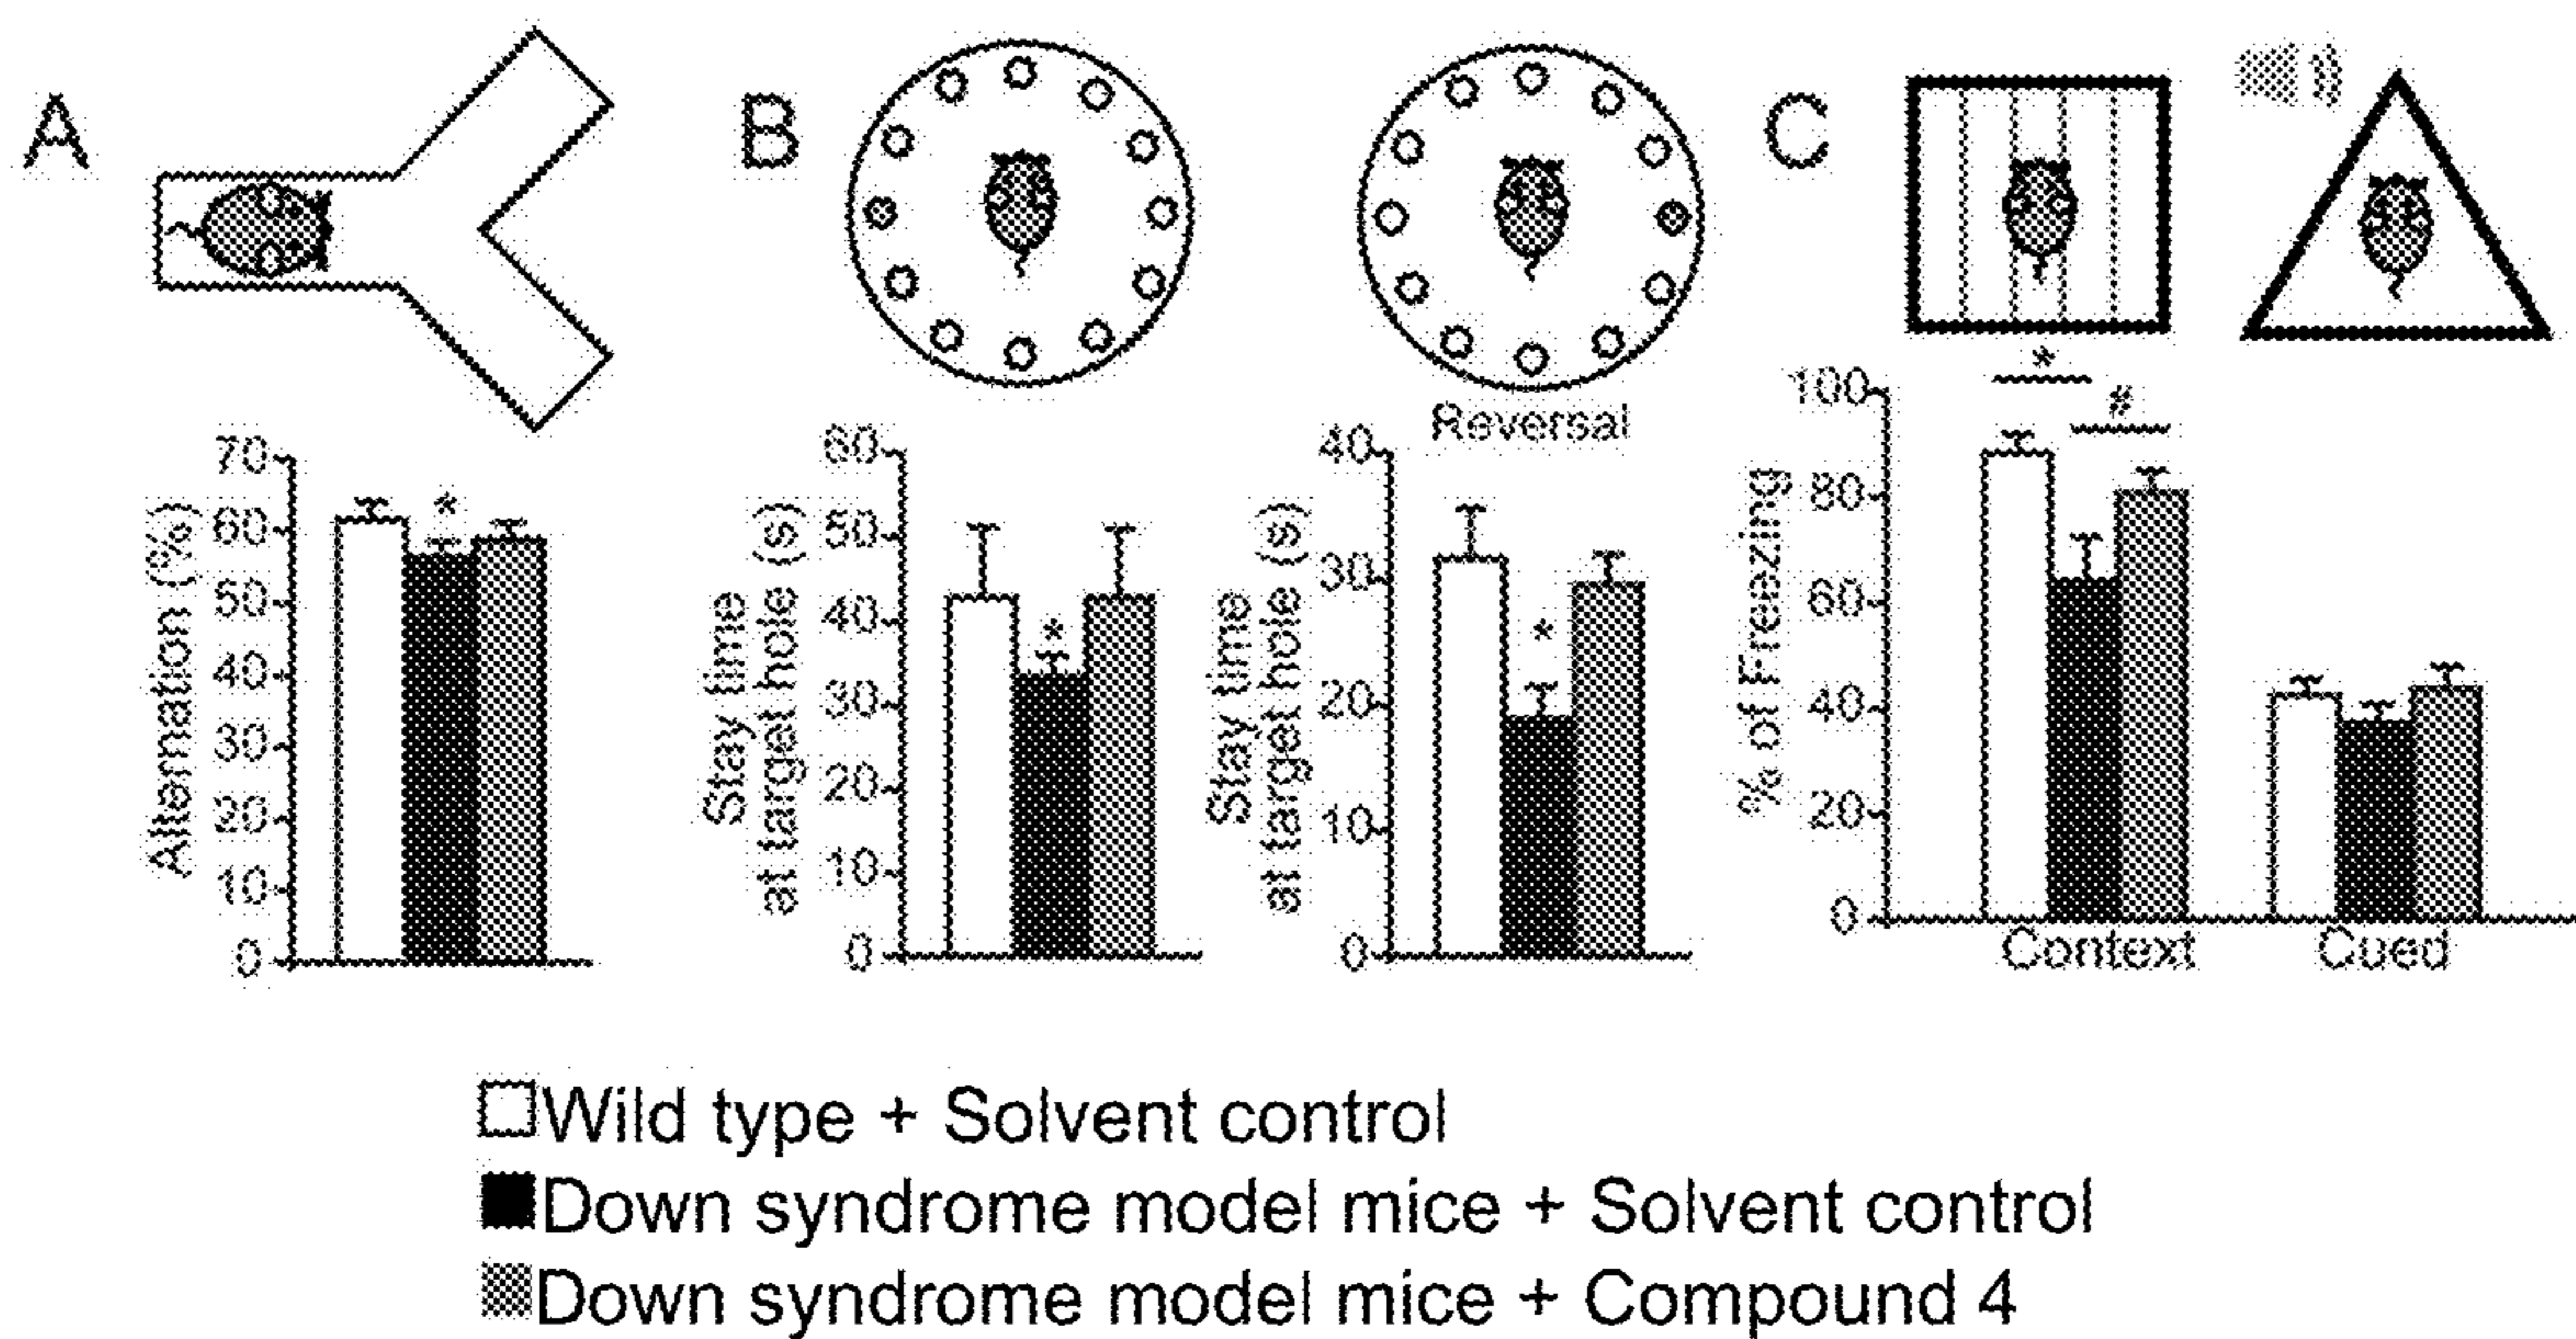 A
B
C
Reversal
Alternation (%)
70
60
50
40
30
20
10
0
*
Stay time
at target hole (s)
60
50
40
30
20
10
0
*
Stay time
at target hole (s)
40
30
20
10
0
*
% of Freezing
100
80
60
40
20
0
*
#
Context
Cued
Wild type + Solvent control
Down syndrome model mice + Solvent control
Down syndrome model mice + Compound 4